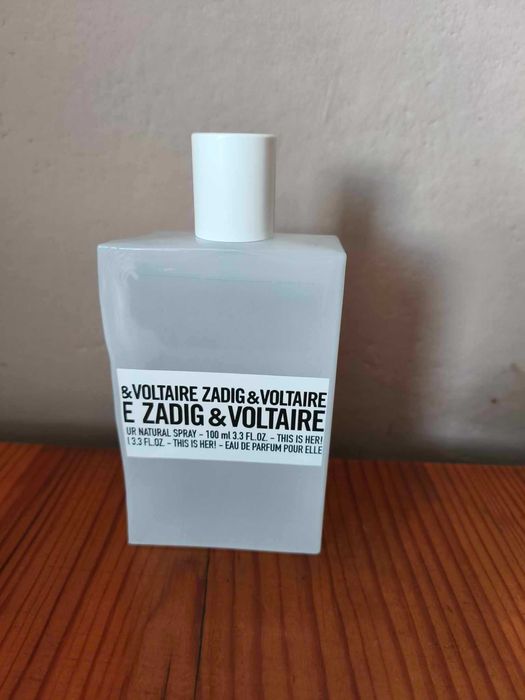 &VOLTAIRE ZADIG&VOLTAIRE
E ZADIG &VOLTAIRE
UR NATURAL SPRAY – 100 ml 3.3 FL.OZ. – THIS IS HER!
l 3.3 FL.OZ. – THIS IS HER! – EAU DE PARFUM POUR ELLE